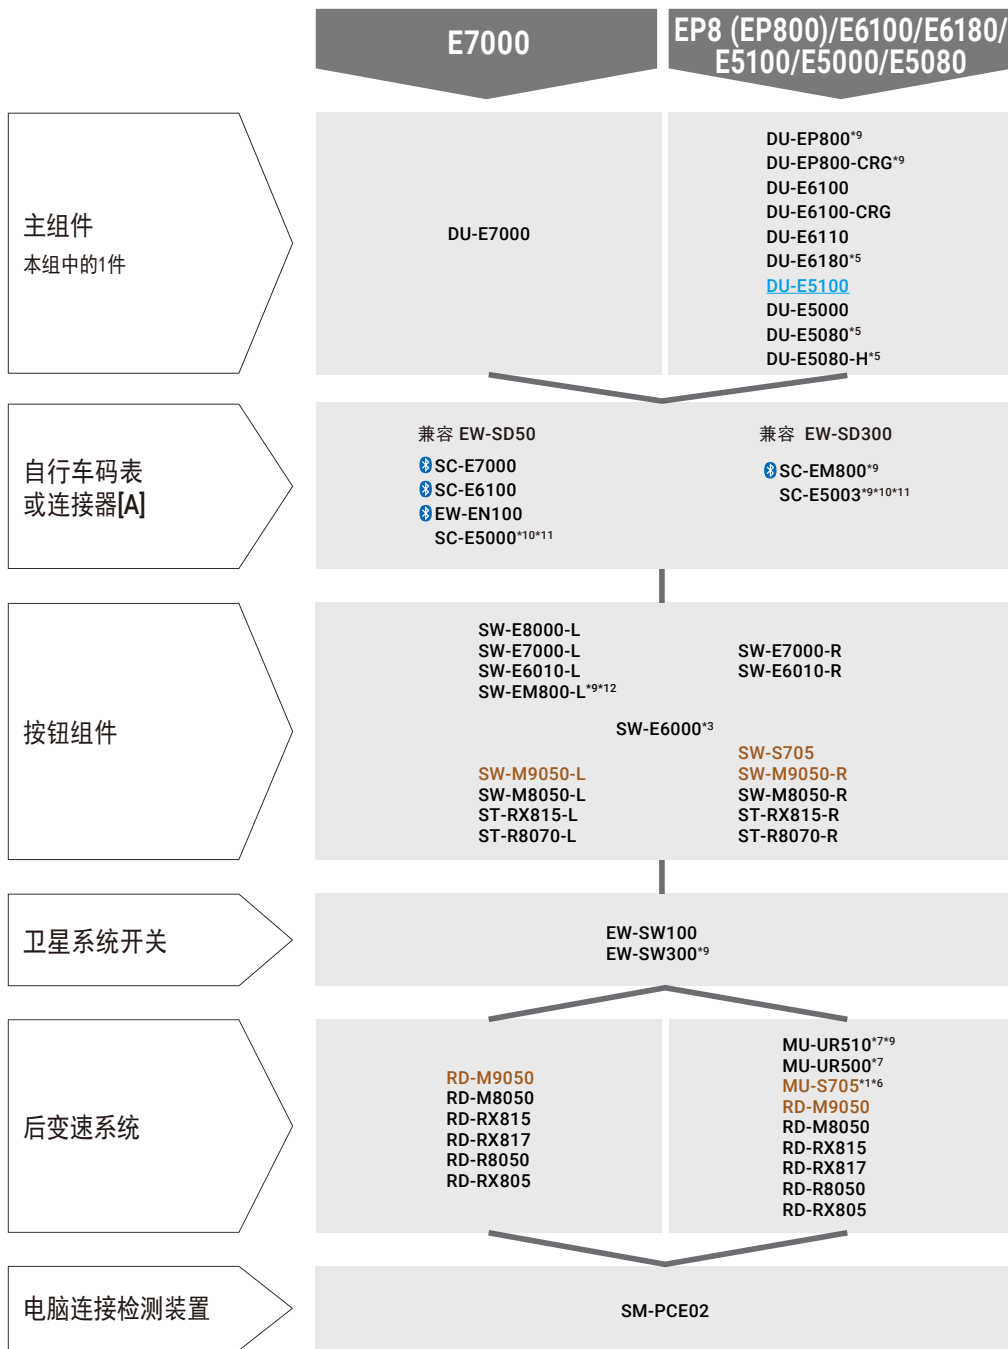 E7000
EP8 (EP800)/E6100/E6180/
E5100/E5000/E5080
主组件
本组中的1件
DU-E7000
DU-EP800*9
DU-EP800-CRG*9
DU-E6100
DU-E6100-CRG
DU-E6110
DU-E6180*5
DU-E5100
DU-E5000
DU-E5080*5
DU-E5080-H*5
自行车码表
或连接器[A]
兼容 EW-SD50
SC-E7000
SC-E6100
EW-EN100
SC-E5000*10*11
兼容 EW-SD300
SC-EM800*9
SC-E5003*9*10*11
按钮组件
SW-E8000-L
SW-E7000-L
SW-E6010-L
SW-EM800-L*9*12
SW-E7000-R
SW-E6010-R
SW-E6000*3
SW-M9050-L
SW-M8050-L
ST-RX815-L
ST-R8070-L
SW-S705
SW-M9050-R
SW-M8050-R
ST-RX815-R
ST-R8070-R
卫星系统开关
EW-SW100
EW-SW300*9
后变速系统
RD-M9050
RD-M8050
RD-RX815
RD-RX817
RD-R8050
RD-RX805
MU-UR510*7*9
MU-UR500*7
MU-S705*1*6
RD-M9050
RD-M8050
RD-RX815
RD-RX817
RD-R8050
RD-RX805
电脑连接检测装置
SM-PCE02